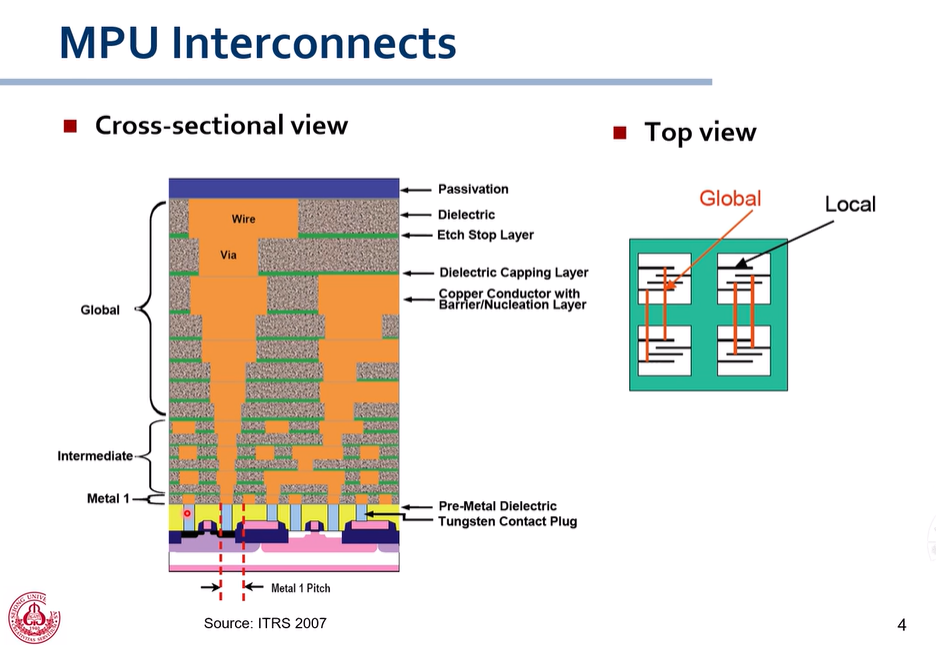 MPU Interconnects
Cross-sectional view
Top view
Passivation
Wire
Dielectric
Etch Stop Layer
Via
Dielectric Capping Layer
Copper Conductor with
Barrier/Nucleation Layer
Global
Intermediate
Metal 1
Pre-Metal Dielectric
Tungsten Contact Plug
Metal 1 Pitch
Global
Local
Source: ITRS 2007
4